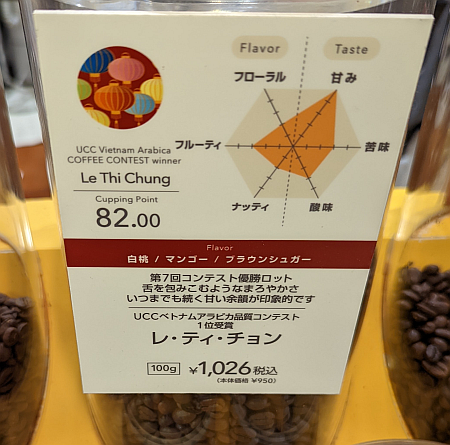 Flavor
Taste
フローラル
甘み
フルーティ
苦味
ナッティ
酸味
UCC Vietnam Arabica
COFFEE CONTEST winner
Le Thi Chung
Cupping Point
82.00
Flavor
白桃 / マンゴー / ブラウンシュガー
第7回コンテスト優勝ロット
舌を包みこむようなまろやかさ
いつまでも続く甘い余韻が印象的です
UCCベトナムアラビカ品質コンテスト
1位受賞
レ・ティ・チョン
100g ¥1,026税込
(本体価格 ¥950)